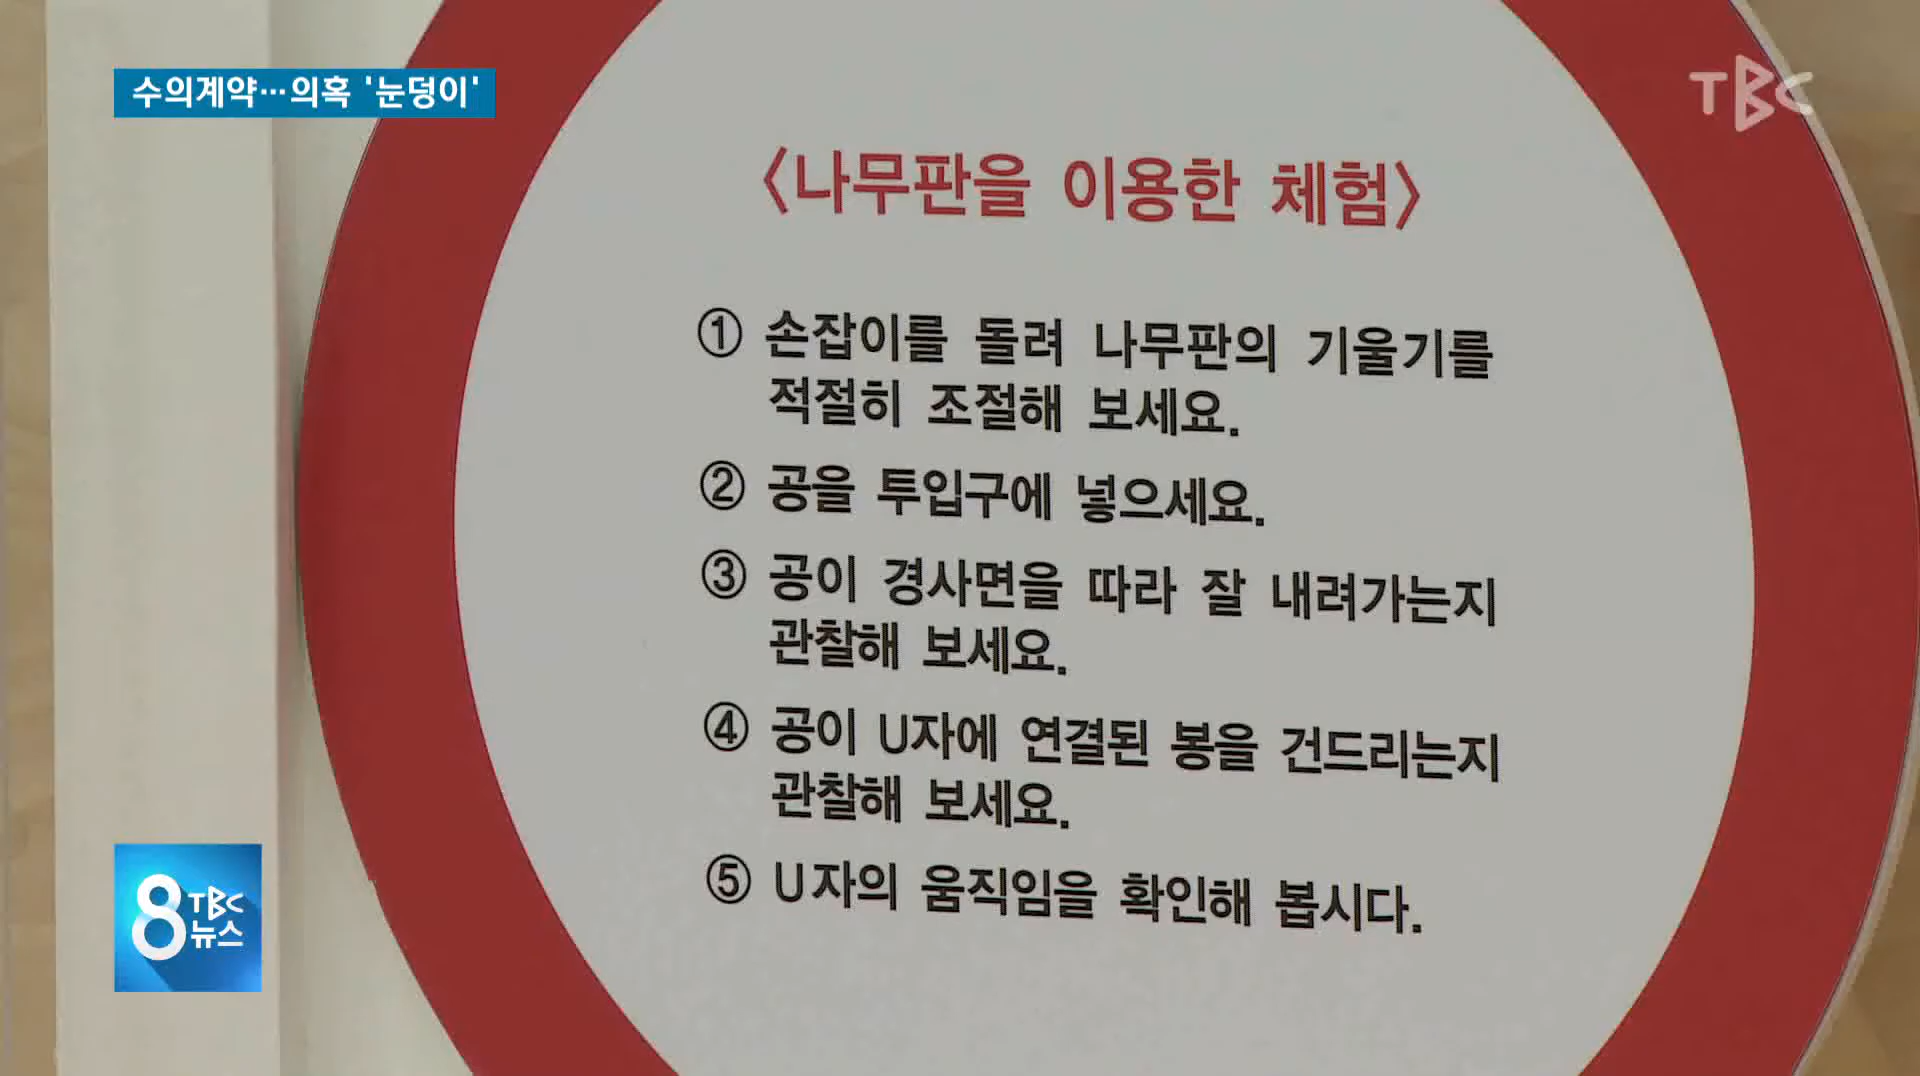 수의계약…의혹 '눈덩이'
TBC
〈나무판을 이용한 체험〉
① 손잡이를 돌려 나무판의 기울기를
적절히 조절해 보세요.
② 공을 투입구에 넣으세요.
③ 공이 경사면을 따라 잘 내려가는지
관찰해 보세요.
④ 공이 U자에 연결된 봉을 건드리는지
관찰해 보세요.
⑤ U자의 움직임을 확인해 봅시다.
8 TBC 뉴스